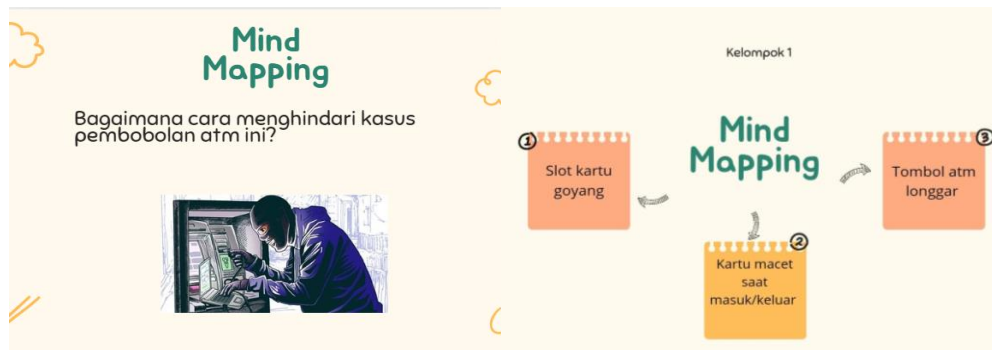 Mind
Mapping
Bagaimana cara menghindari kasus
pembobolan atm ini?
Kelompok 1
Mind
Mapping
1
Slot kartu
goyang
2
Kartu macet
saat
masuk/keluar
3
Tombol atm
longgar